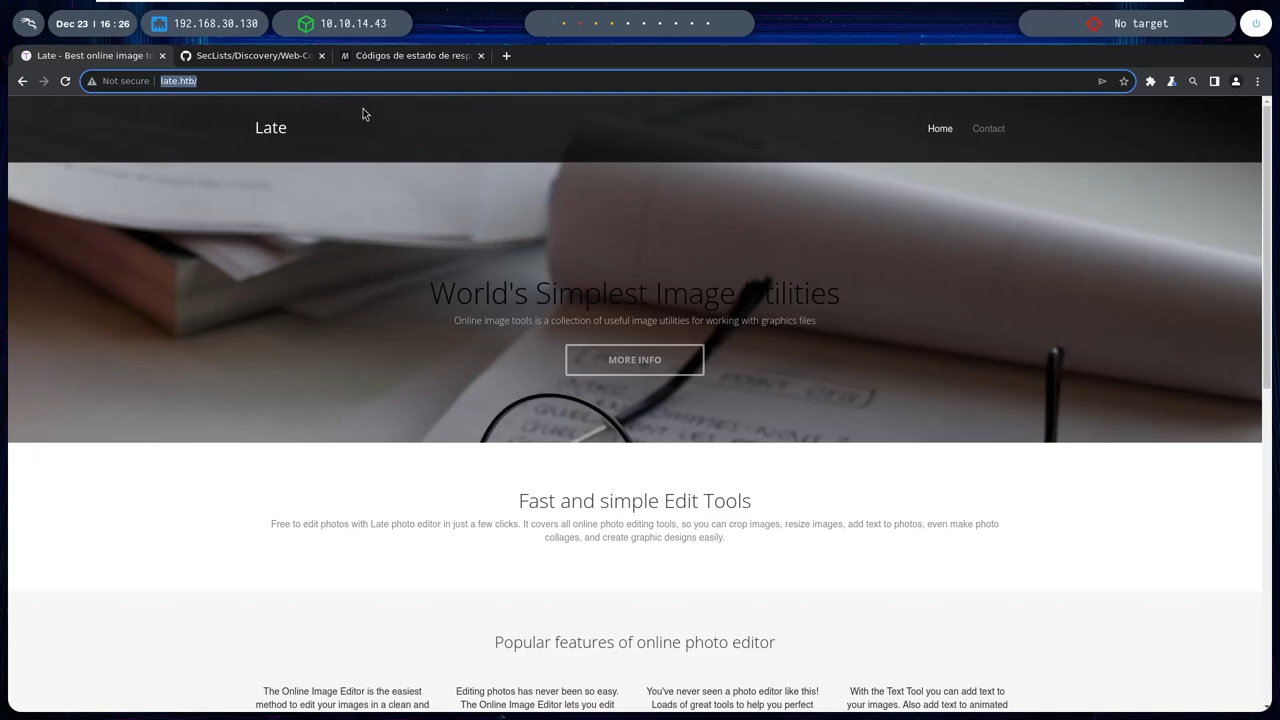 Dec 23 | 16 : 26
192.168.30.130
10.10.14.43
No target
Late - Best online image to
SecLists/Discovery/Web-Co
Códigos de estado de resp
Not secure
late.htb/
Late
Home
Contact
World's Simplest Image Utilities
Online image tools is a collection of useful image utilities for working with graphics files
MORE INFO
Fast and simple Edit Tools
Free to edit photos with Late photo editor in just a few clicks. It covers all online photo editing tools, so you can crop images, resize images, add text to photos, even make photo
collages, and create graphic designs easily.
Popular features of online photo editor
The Online Image Editor is the easiest
method to edit your images in a clean and
Editing photos has never been so easy.
The Online Image Editor lets you edit
You've never seen a photo editor like this!
Loads of great tools to help you perfect
With the Text Tool you can add text to
your images. Also add text to animated